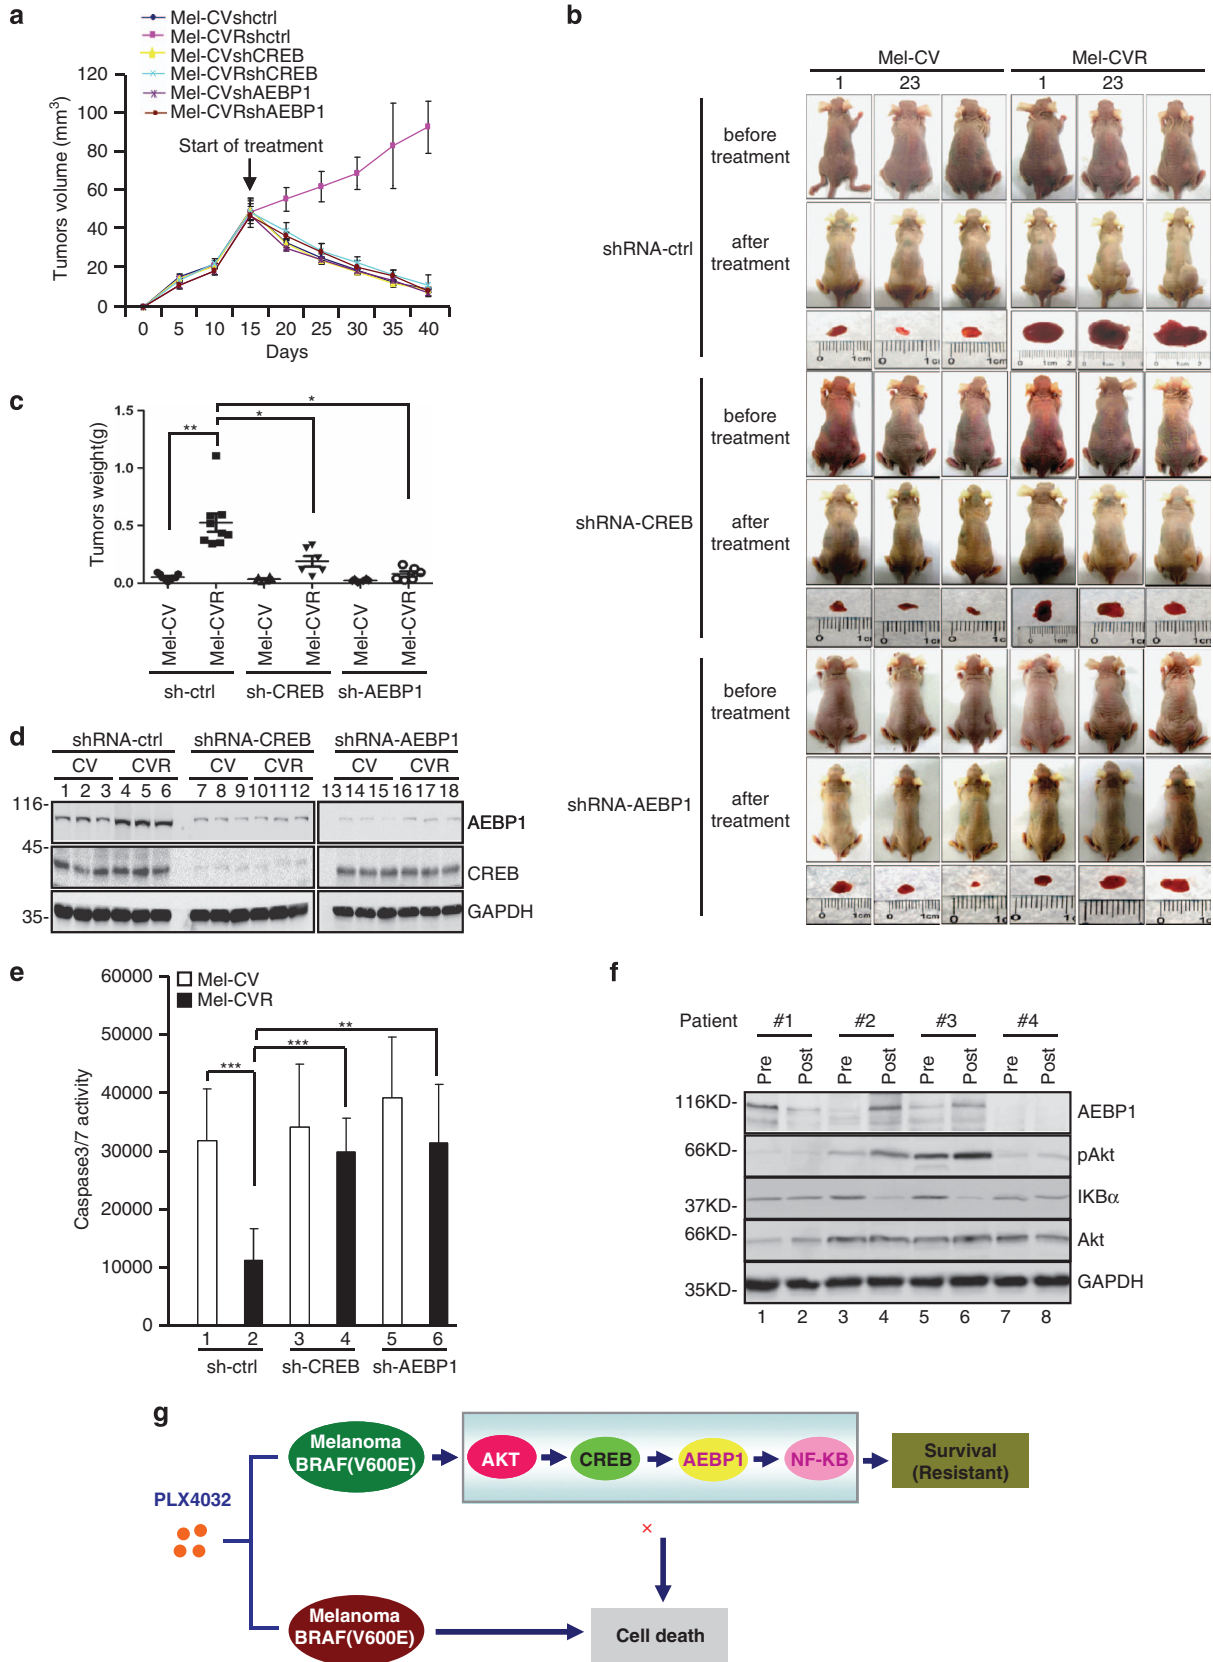 a
Mel-CVshctrl
Mel-CVRshctrl
Mel-CVshCREB
Mel-CVRshCREB
Mel-CVshAEBP1
Mel-CVRshAEBP1
Tumors volume (mm³)
120
100
80
60
40
20
0
Start of treatment
0 5 10 15 20 25 30 35 40
Days
b
Mel-CV Mel-CVR
1 23 1 23
shRNA-ctrl
before treatment
after treatment
shRNA-CREB
before treatment
after treatment
shRNA-AEBP1
before treatment
after treatment
c
Tumors weight(g)
1.5
1.0
0.5
0.0
** * *
Mel-CV Mel-CVR Mel-CV Mel-CVR Mel-CV Mel-CVR
sh-ctrl sh-CREB sh-AEBP1
d
shRNA-ctrl shRNA-CREB shRNA-AEBP1
CV CVR CV CVR CV CVR
1 2 3 4 5 6 7 8 9 10 11 12 13 14 15 16 17 18
116-
AEBP1
45-
CREB
35-
GAPDH
e
Mel-CV
Mel-CVR
Caspase3/7 activity
60000
50000
40000
30000
20000
10000
0
*** *** **
1 2 3 4 5 6
sh-ctrl sh-CREB sh-AEBP1
f
Patient #1 #2 #3 #4
Pre Post Pre Post Pre Post Pre Post
116KD- AEBP1
66KD- pAkt
37KD- IKBα
66KD- Akt
35KD- GAPDH
1 2 3 4 5 6 7 8
g
PLX4032
Melanoma BRAF(V600E)
AKT CREB AEBP1 NF-KB
Survival (Resistant)
×
Melanoma BRAF(V600E)
Cell death